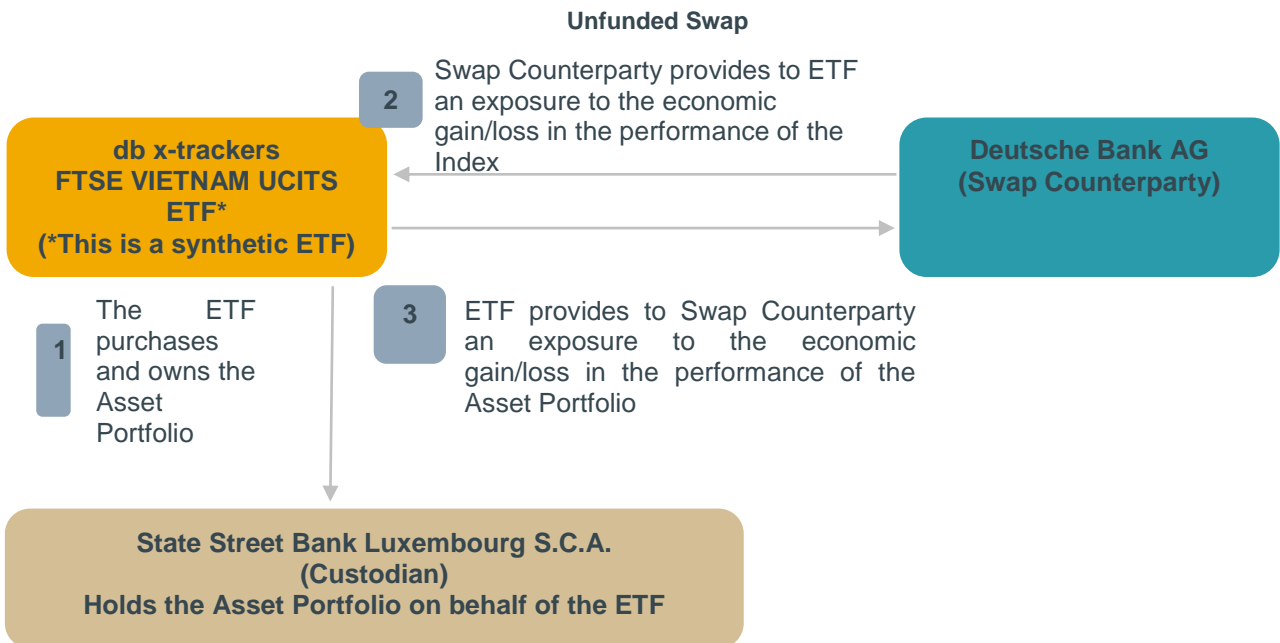 Unfunded Swap
2
Swap Counterparty provides to ETF
an exposure to the economic
gain/loss in the performance of the
Index
db x-trackers
FTSE VIETNAM UCITS
ETF*
(*This is a synthetic ETF)
Deutsche Bank AG
(Swap Counterparty)
1
The ETF
purchases
and owns the
Asset
Portfolio
3
ETF provides to Swap Counterparty
an exposure to the economic
gain/loss in the performance of the
Asset Portfolio
State Street Bank Luxembourg S.C.A.
(Custodian)
Holds the Asset Portfolio on behalf of the ETF